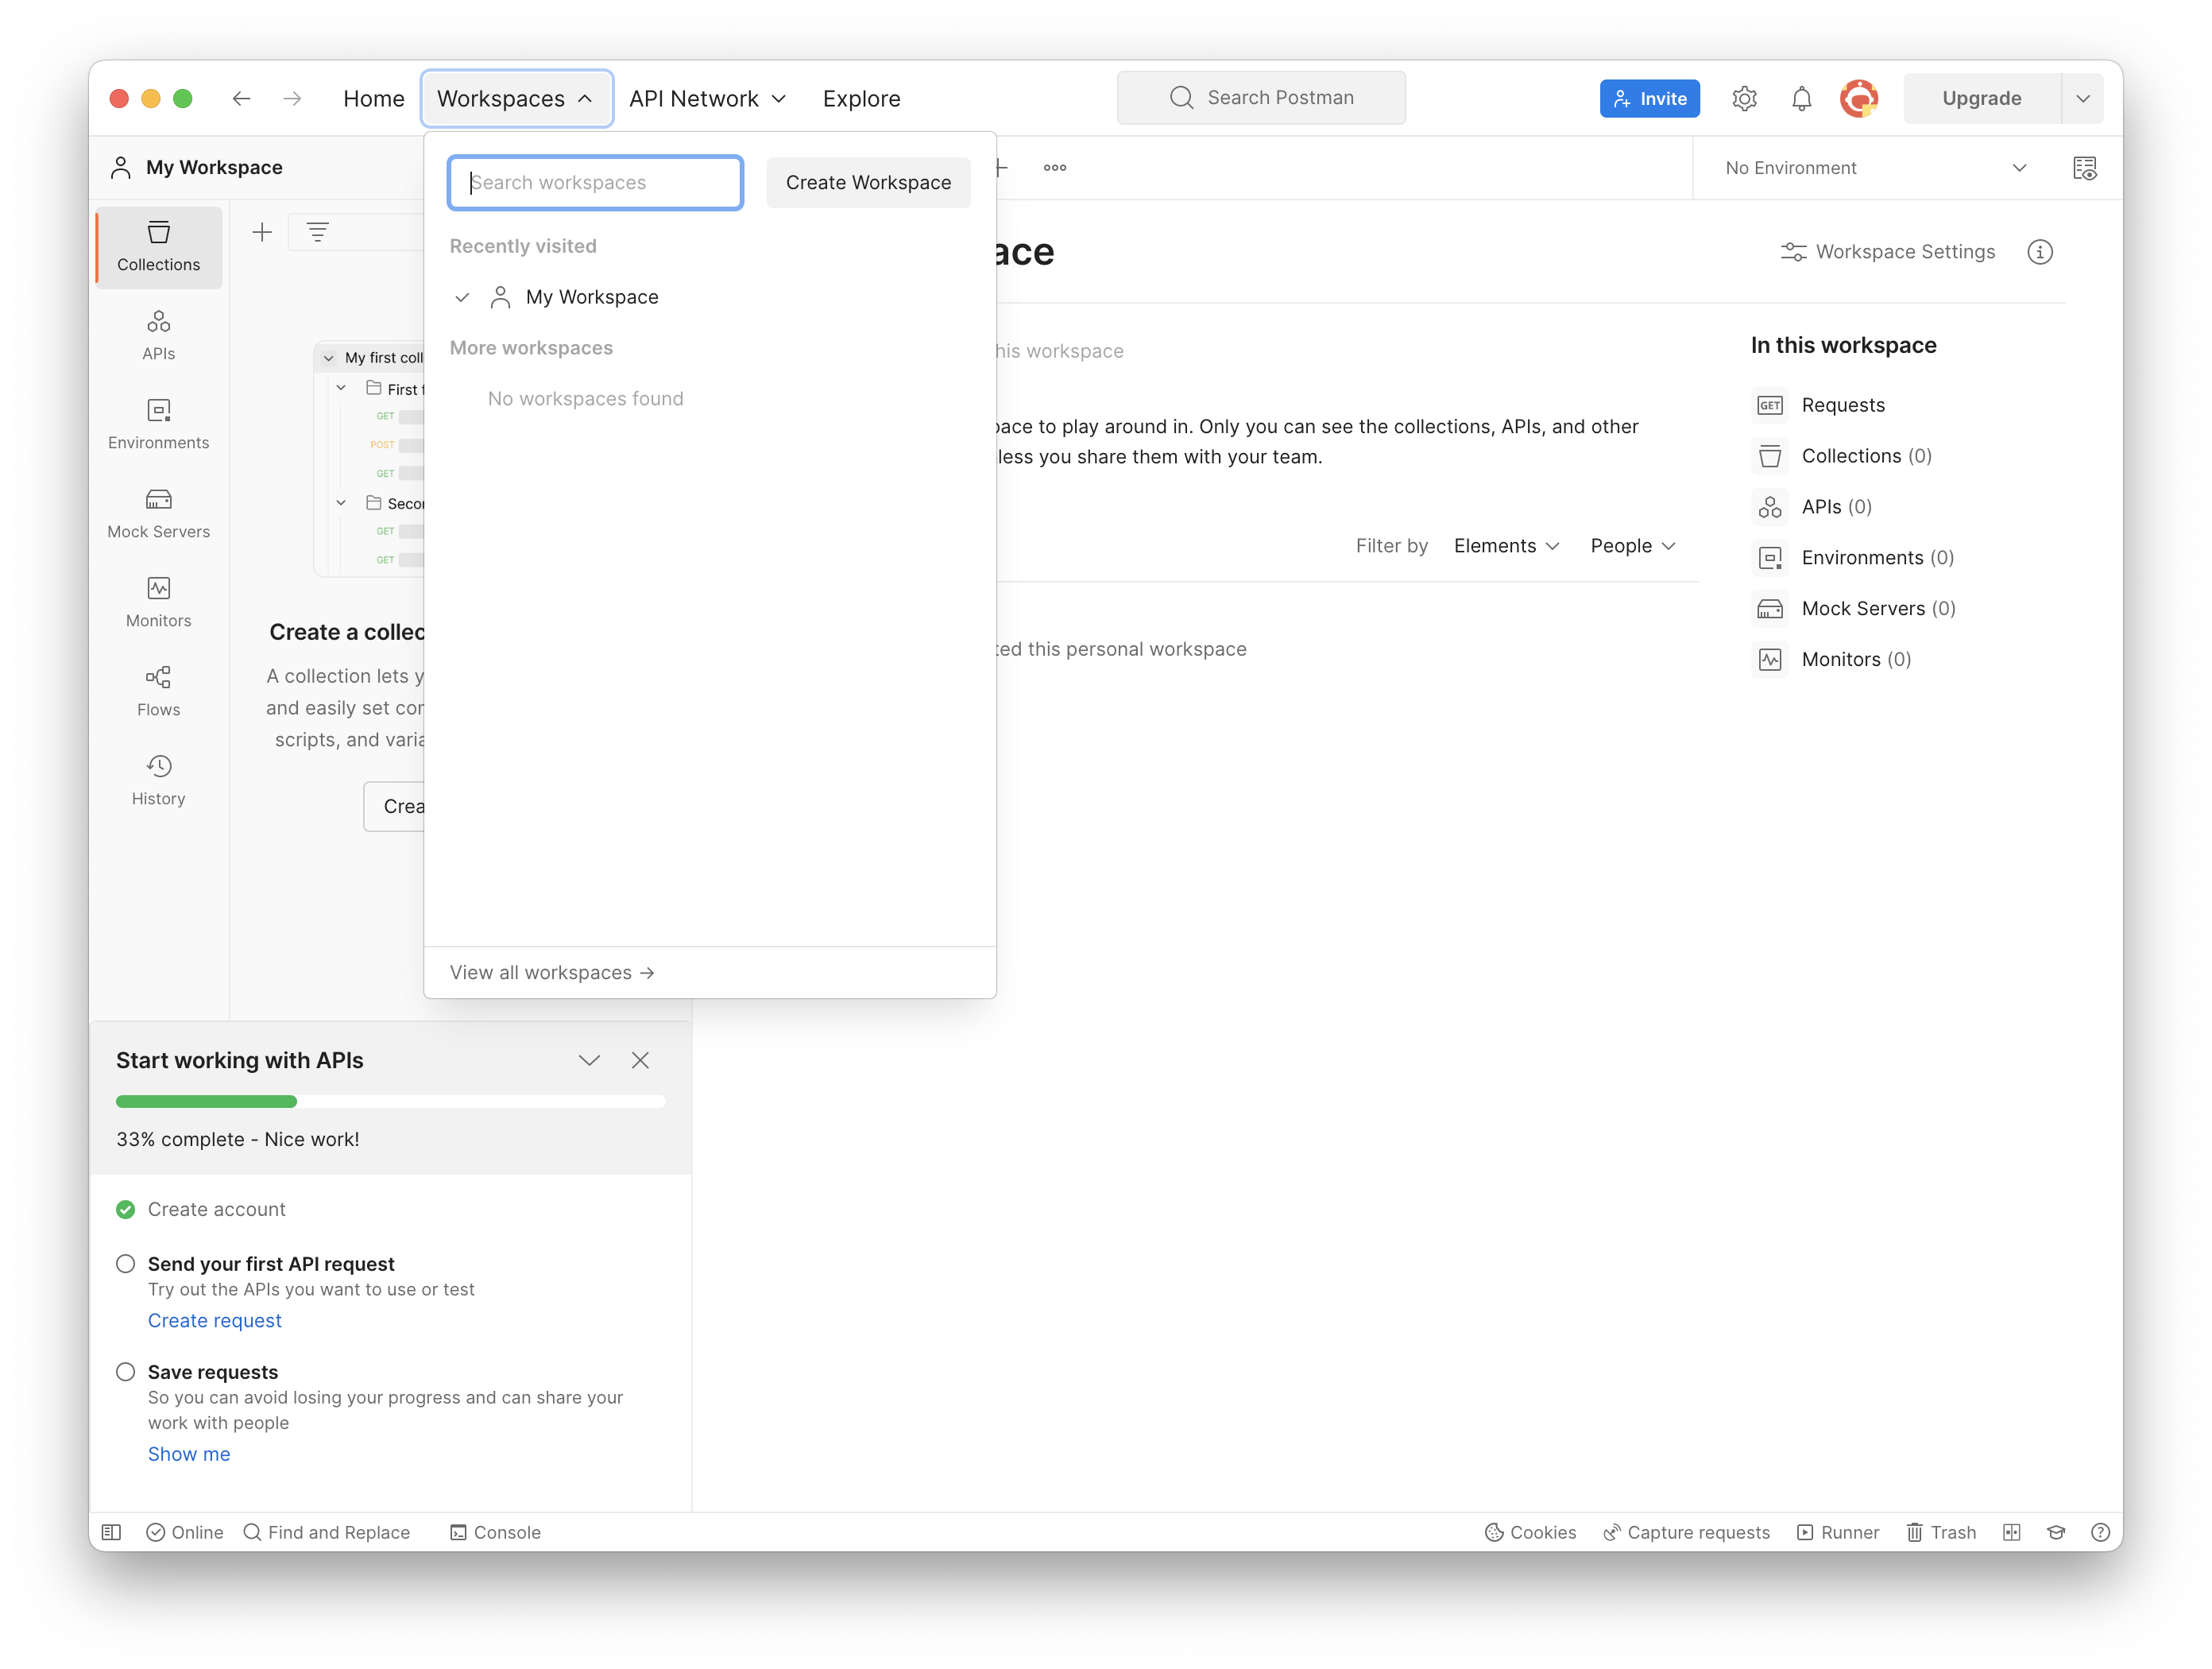 Home
Workspaces
API Network
Explore
Search Postman
Invite
Upgrade
My Workspace
No Environment
Search workspaces
Create Workspace
Recently visited
My Workspace
More workspaces
No workspaces found
View all workspaces →
Collections
APIs
Environments
Mock Servers
Monitors
Flows
History
My first coll
First f
GET
POST
GET
Secor
GET
GET
Create a collec
A collection lets y
and easily set cor
scripts, and varia
Crea
ace
Workspace Settings
his workspace
pace to play around in. Only you can see the collections, APIs, and other
less you share them with your team.
Filter by
Elements
People
ted this personal workspace
In this workspace
GET Requests
Collections (0)
APIs (0)
Environments (0)
Mock Servers (0)
Monitors (0)
Start working with APIs
33% complete - Nice work!
Create account
Send your first API request
Try out the APIs you want to use or test
Create request
Save requests
So you can avoid losing your progress and can share your
work with people
Show me
Online
Find and Replace
Console
Cookies
Capture requests
Runner
Trash